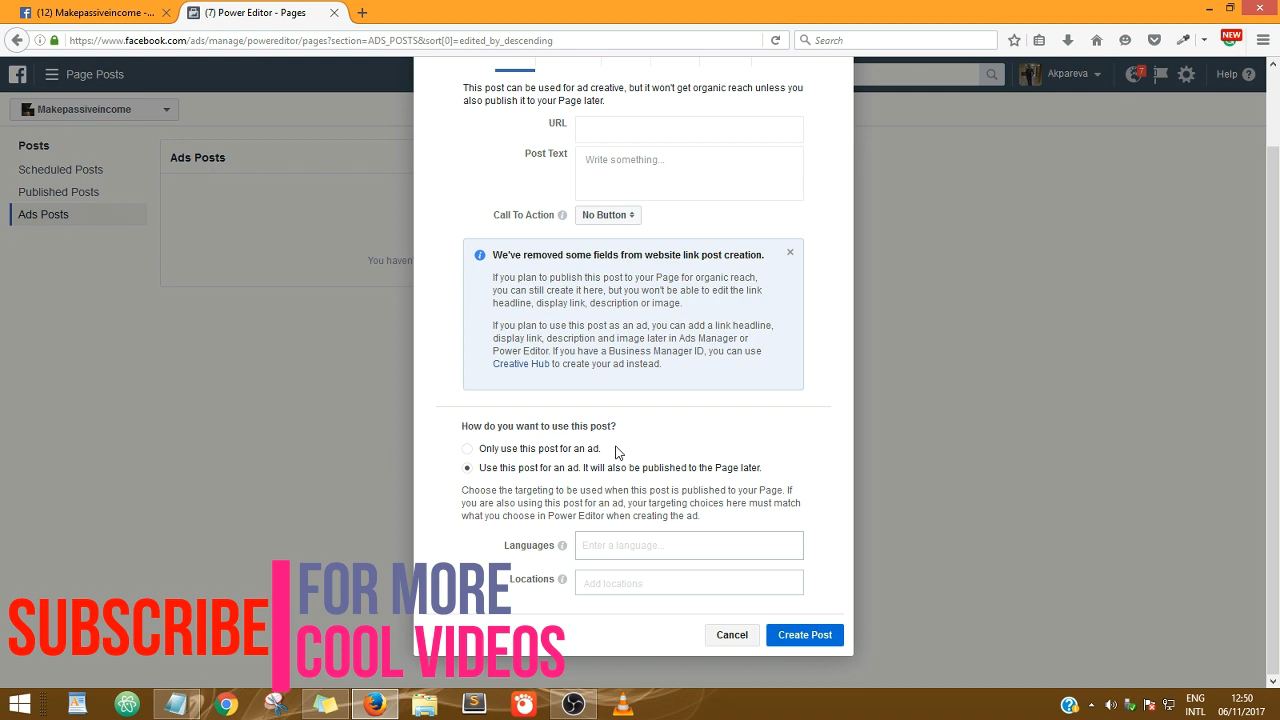 (12) Makepassiveincome -...
(7) Power Editor - Pages
https://www.facebook.com/ads/manage/powereditor/pages?section=ADS_POSTS&sort[0]=edited_by_descending
Search
NEW
Page Posts
Akpareva
7
Help
Makepassiveincome
Posts
Scheduled Posts
Published Posts
Ads Posts
Ads Posts
You haven
This post can be used for ad creative, but it won't get organic reach unless you
also publish it to your Page later.
URL
Post Text
Write something...
Call To Action
No Button
We've removed some fields from website link post creation.
If you plan to publish this post to your Page for organic reach,
you can still create it here, but you won't be able to edit the link
headline, display link, description or image.
If you plan to use this post as an ad, you can add a link headline,
display link, description and image later in Ads Manager or
Power Editor. If you have a Business Manager ID, you can use
Creative Hub to create your ad instead.
How do you want to use this post?
Only use this post for an ad.
Use this post for an ad. It will also be published to the Page later.
Choose the targeting to be used when this post is published to your Page. If
you are also using this post for an ad, your targeting choices here must match
what you choose in Power Editor when creating the ad.
Languages
Enter a language...
Locations
Add locations
Cancel
Create Post
SUBSCRIBE
FOR MORE
COOL VIDEOS
ENG
INTL
12:50
06/11/2017